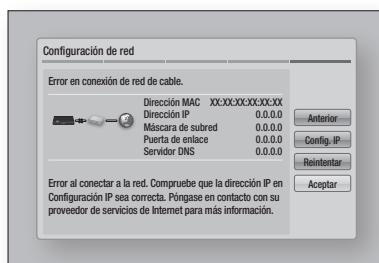 Configuración de red
Error en conexión de red de cable.
Dirección MAC XX:XX:XX:XX:XX:XX
Dirección IP 0.0.0.0
Máscara de subred 0.0.0.0
Puerta de enlace 0.0.0.0
Servidor DNS 0.0.0.0
Error al conectar a la red. Compruebe que la dirección IP en
Configuración IP sea correcta. Póngase en contacto con su
proveedor de servicios de Internet para más información.
Anterior
Config. IP
Reintentar
Aceptar